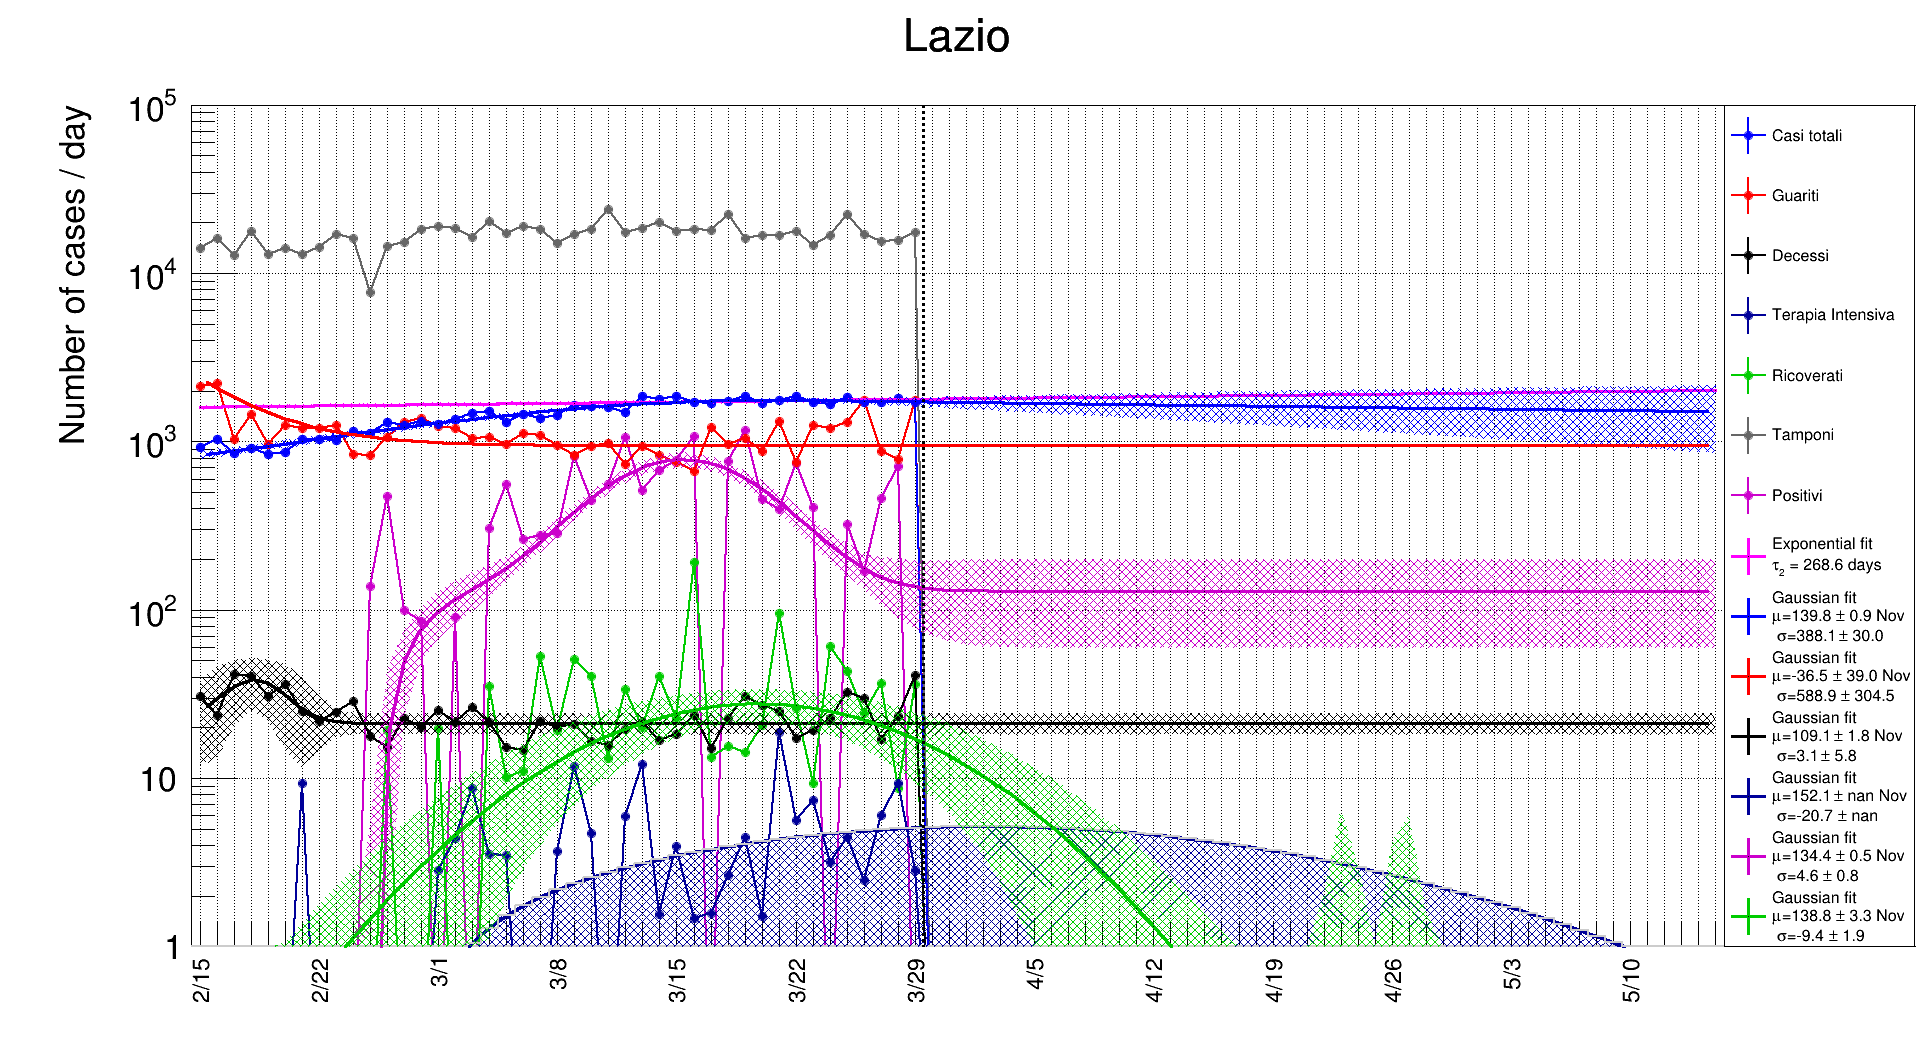 Lazio
Number of cases / day
10^5
10^4
10^3
10^2
10
1
2/15 2/22 3/1 3/8 3/15 3/22 3/29 4/5 4/12 4/19 4/26 5/3 5/10
Casi totali
Guariti
Decessi
Terapia Intensiva
Ricoverati
Tamponi
Positivi
Exponential fit
τ₂ = 268.6 days
Gaussian fit
μ=139.8 ± 0.9 Nov
σ=388.1 ± 30.0
Gaussian fit
μ=-36.5 ± 39.0 Nov
σ=588.9 ± 304.5
Gaussian fit
μ=109.1 ± 1.8 Nov
σ=3.1 ± 5.8
Gaussian fit
μ=152.1 ± nan Nov
σ=-20.7 ± nan
Gaussian fit
μ=134.4 ± 0.5 Nov
σ=4.6 ± 0.8
Gaussian fit
μ=138.8 ± 3.3 Nov
σ=-9.4 ± 1.9